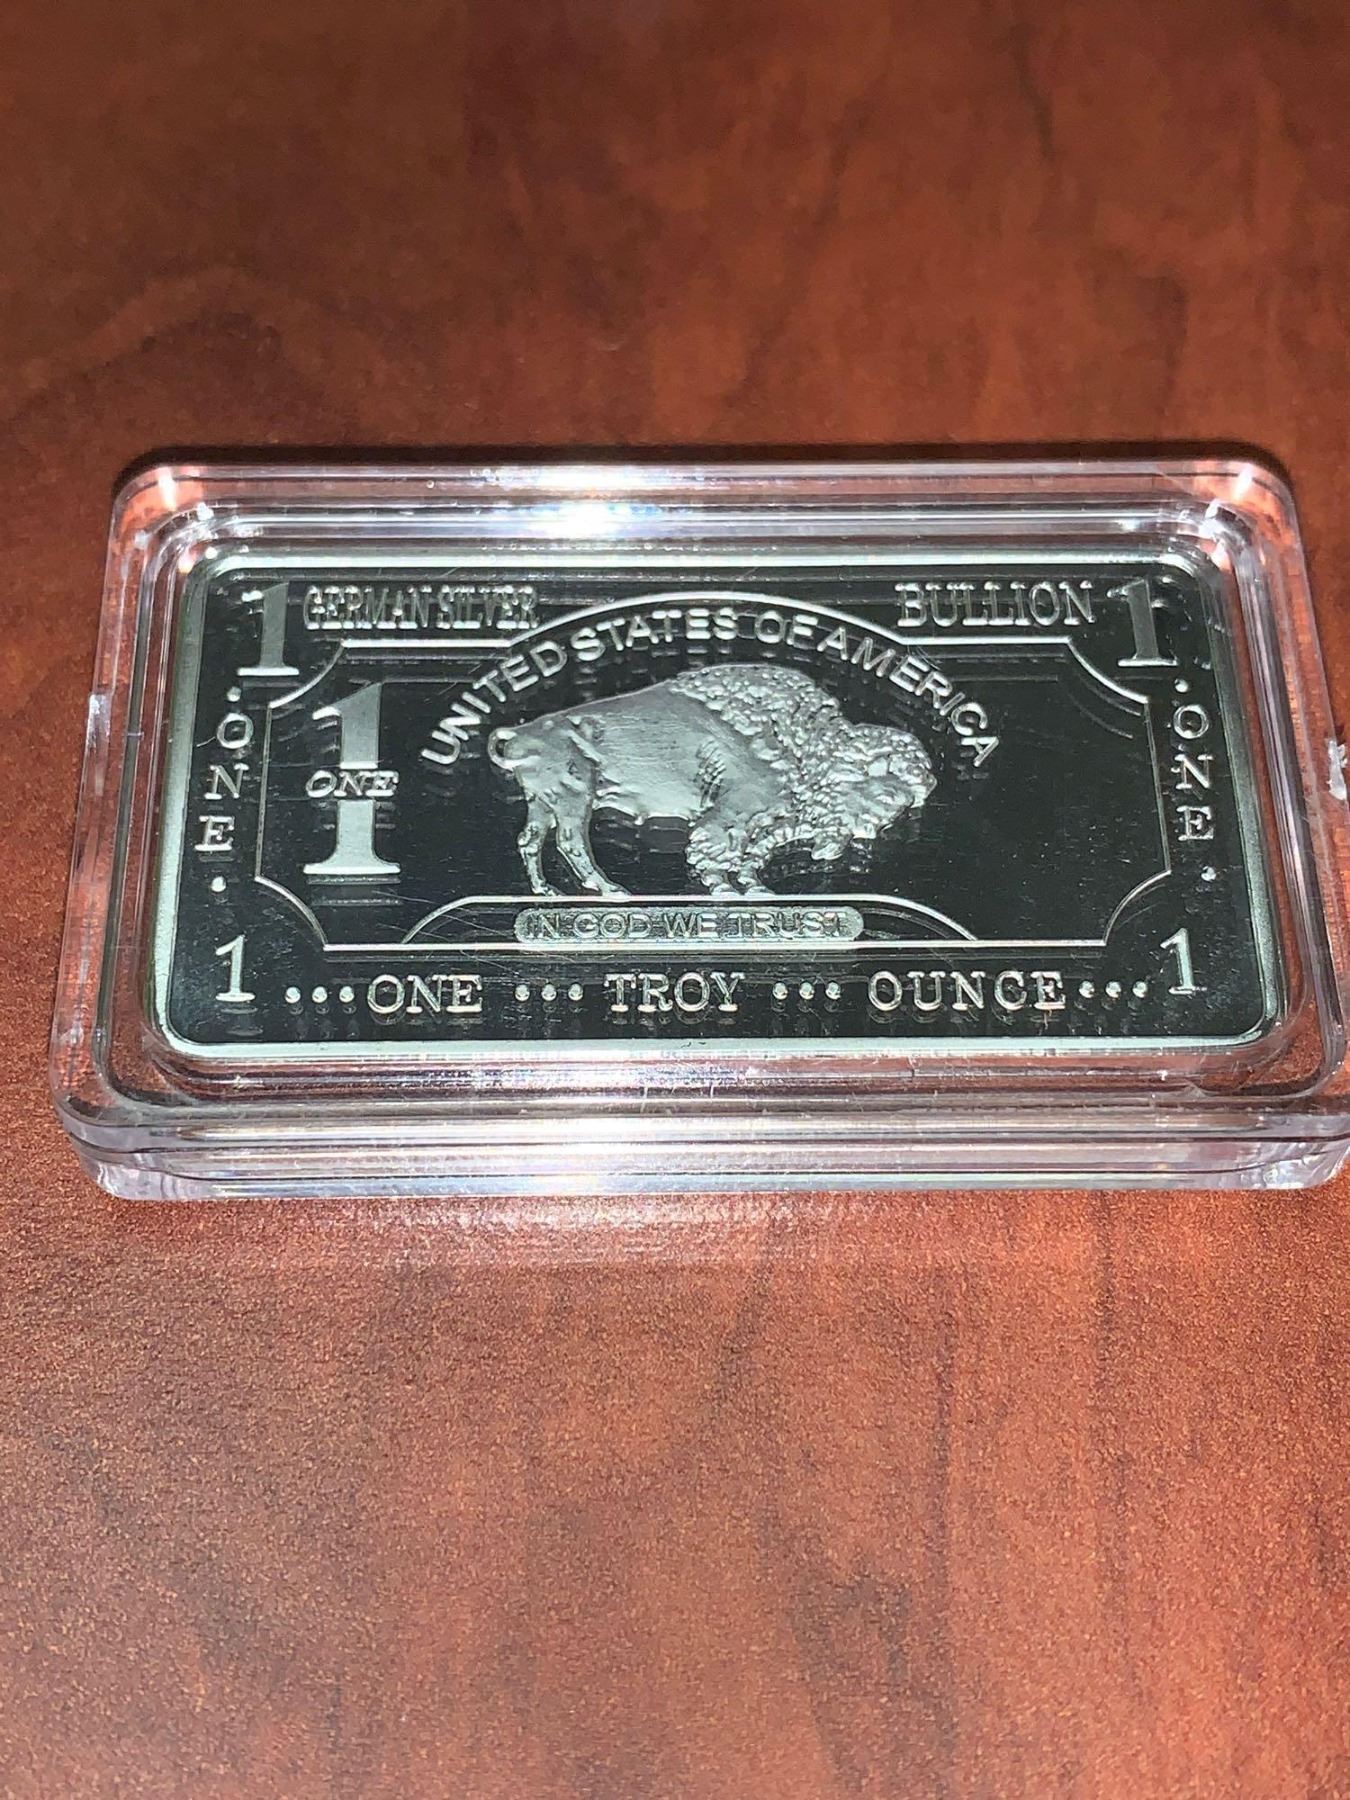 1 GERMAN SILVER BULLION 1
UNITED STATES OF AMERICA
·ONE·
1
ONE
·ONE·
IN GOD WE TRUST
1 ...ONE ... TROY ... OUNCE... 1